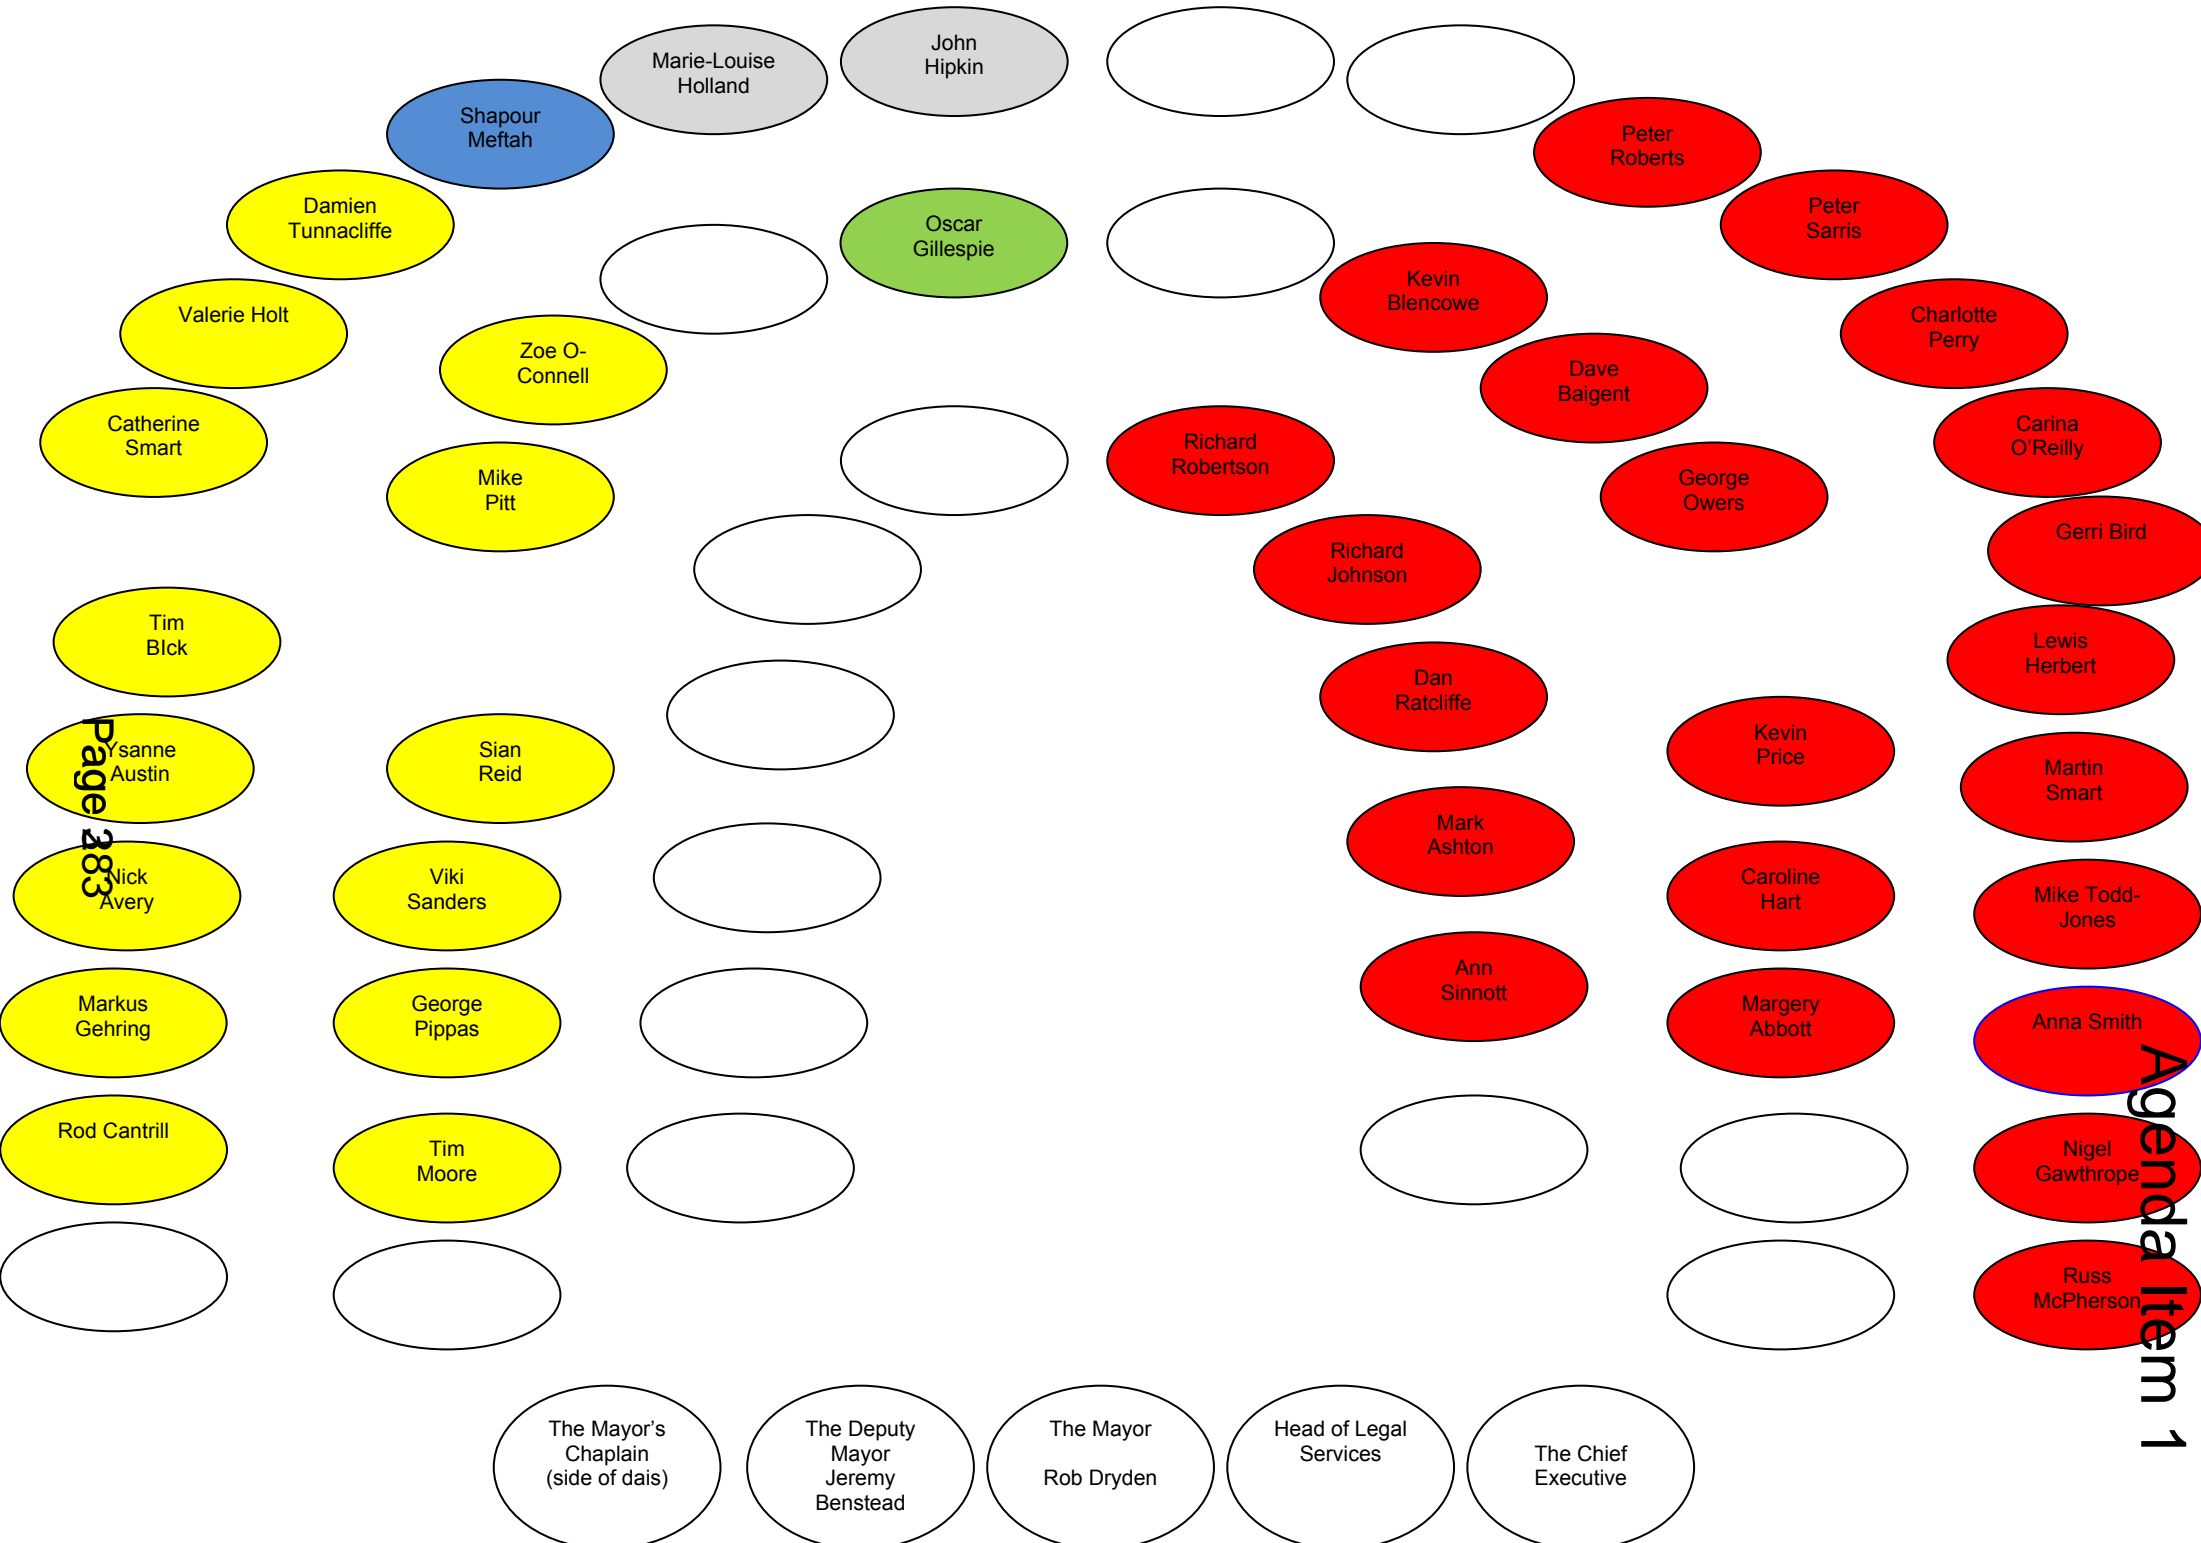 John
Hipkin
Marie-Louise
Holland
Shapour
Meftah
Peter
Roberts
Damien
Tunnacliffe
Oscar
Gillespie
Peter
Sarris
Valerie Holt
Kevin
Blencowe
Charlotte
Perry
Zoe O-
Connell
Dave
Baigent
Catherine
Smart
Richard
Robertson
Carina
O'Reilly
Mike
Pitt
George
Owers
Gerri Bird
Richard
Johnson
Tim
BIck
Lewis
Herbert
Dan
Ratcliffe
Ysanne
Austin
Sian
Reid
Kevin
Price
Martin
Smart
Mark
Ashton
Nick
Avery
Viki
Sanders
Caroline
Hart
Mike Todd-
Jones
Ann
Sinnott
Markus
Gehring
George
Pippas
Margery
Abbott
Anna Smith
Rod Cantrill
Tim
Moore
Nigel
Gawthrope
Russ
McPherson
The Mayor's
Chaplain
(side of dais)
The Deputy
Mayor
Jeremy
Benstead
The Mayor
Rob Dryden
Head of Legal
Services
The Chief
Executive
Page
Agenda Item 1